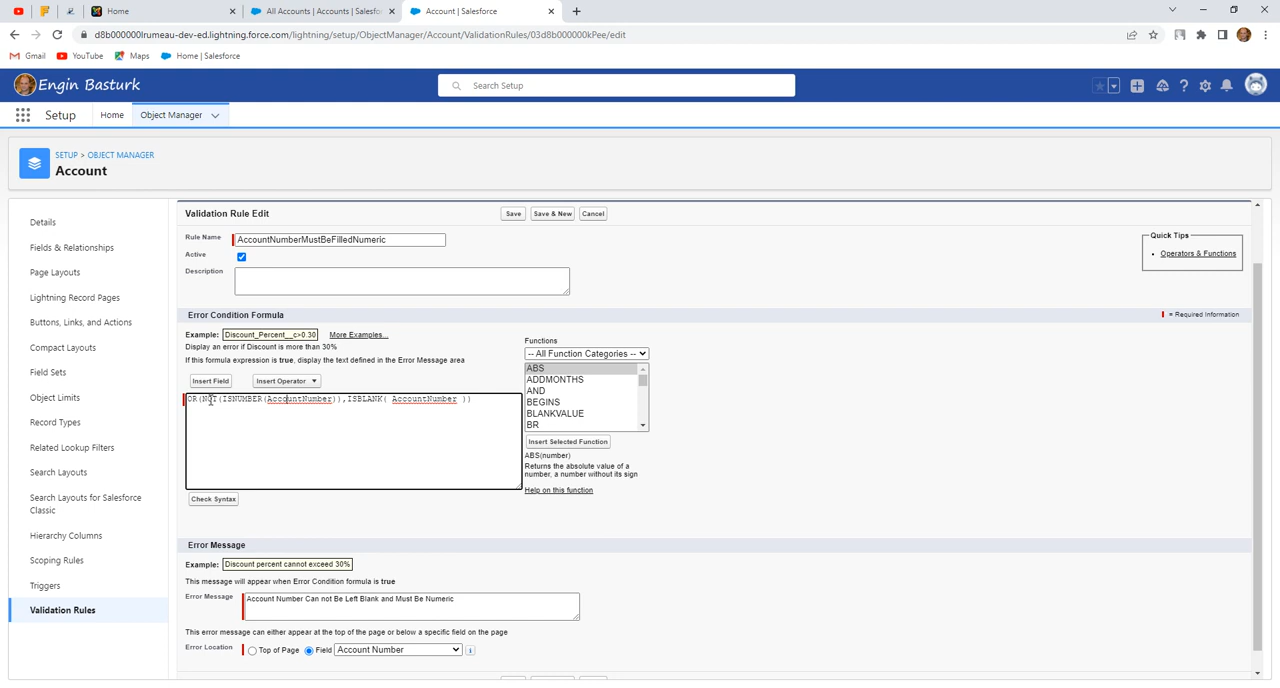 Home
All Accounts | Accounts | Salesfo
Account | Salesforce
d8b000000lrumeau-dev-ed.lightning.force.com/lightning/setup/ObjectManager/Account/ValidationRules/03d8b000000kPee/edit
Gmail YouTube Maps Home | Salesforce
Engin Basturk
Search Setup
Setup Home Object Manager
SETUP > OBJECT MANAGER
Account
Details
Fields & Relationships
Page Layouts
Lightning Record Pages
Buttons, Links, and Actions
Compact Layouts
Field Sets
Object Limits
Record Types
Related Lookup Filters
Search Layouts
Search Layouts for Salesforce
Classic
Hierarchy Columns
Scoping Rules
Triggers
Validation Rules
Validation Rule Edit Save Save & New Cancel
Rule Name AccountNumberMustBeFilledNumeric
Active
Description
Quick Tips
• Operators & Functions
Error Condition Formula
= Required Information
Example: Discount_Percent__c>0.30 More Examples...
Display an error if Discount is more than 30%
If this formula expression is true, display the text defined in the Error Message area
Insert Field Insert Operator
OR(NOT(ISNUMBER(AccountNumber)),ISBLANK( AccountNumber ))
Check Syntax
Functions
-- All Function Categories --
ABS
ADDMONTHS
AND
BEGINS
BLANKVALUE
BR
Insert Selected Function
ABS(number)
Returns the absolute value of a
number, a number without its sign
Help on this function
Error Message
Example: Discount percent cannot exceed 30%
This message will appear when Error Condition formula is true
Error Message Account Number Can not Be Left Blank and Must Be Numeric
This error message can either appear at the top of the page or below a specific field on the page
Error Location Top of Page Field Account Number